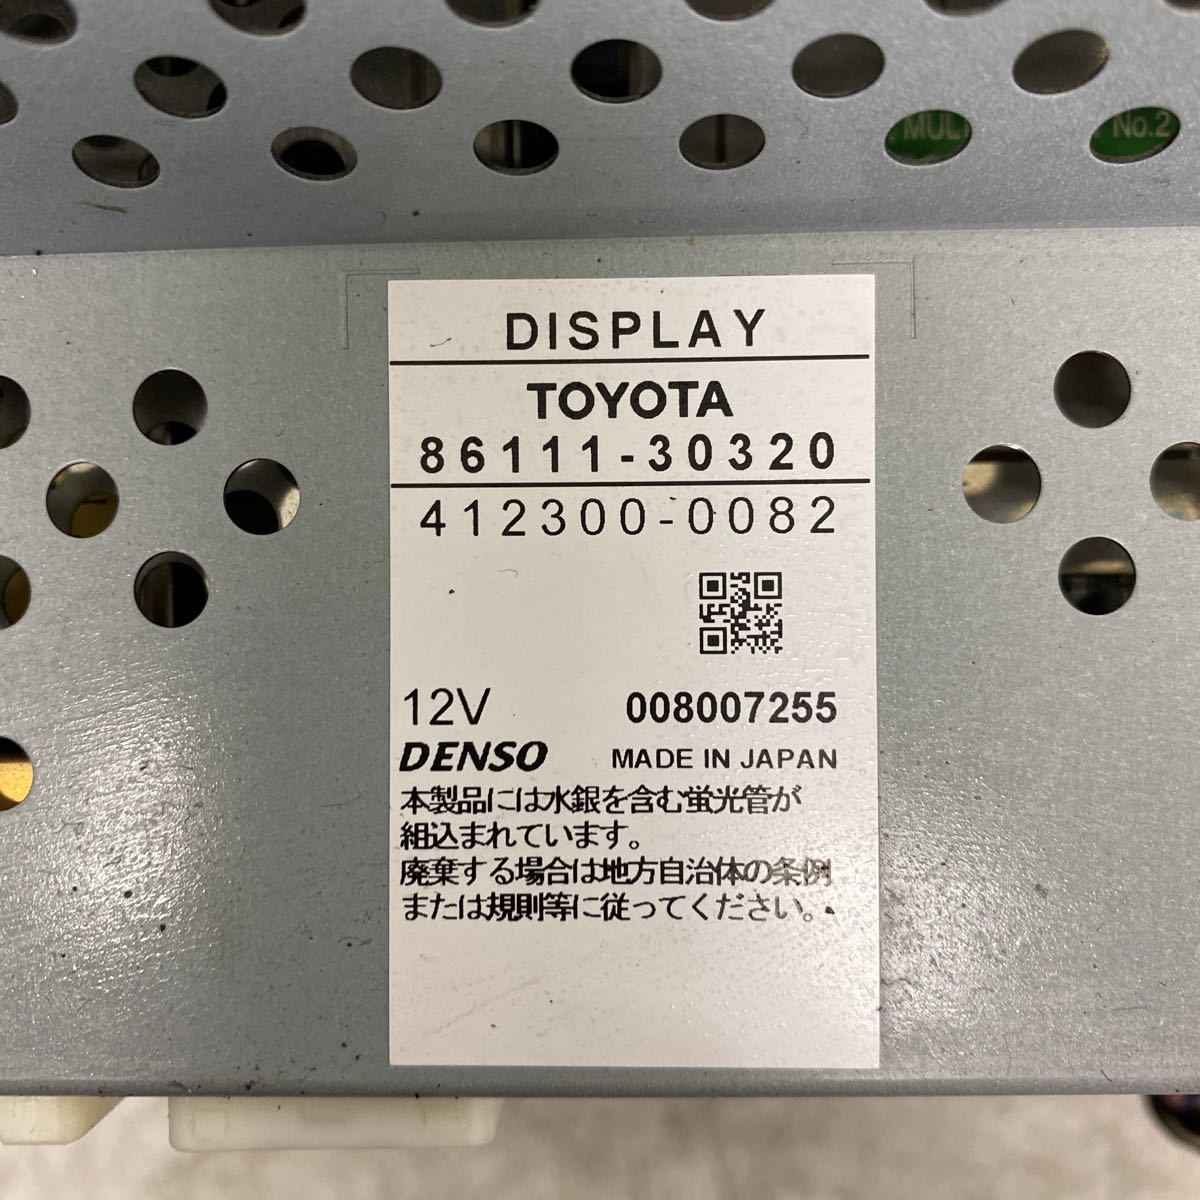 MUL
No.2
DISPLAY
TOYOTA
86111-30320
412300-0082
12V 008007255
DENSO MADE IN JAPAN
本製品には水銀を含む蛍光管が
組込まれています。
廃棄する場合は地方自治体の条例
または規則等に従ってください。